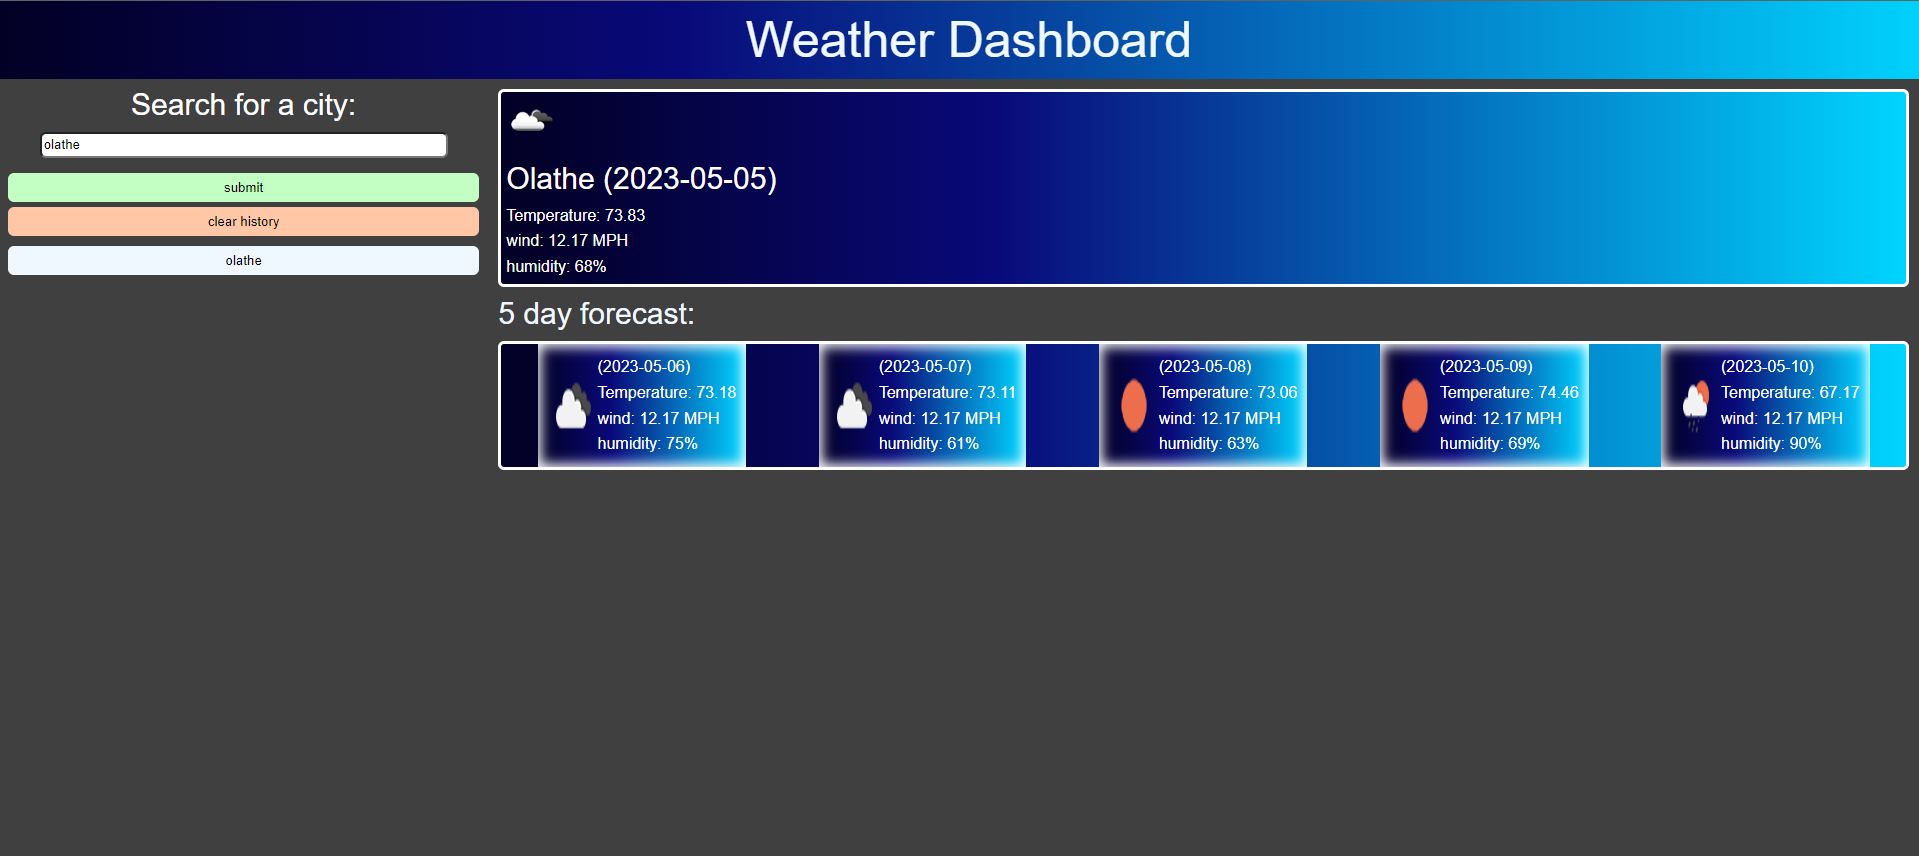 Weather Dashboard
Search for a city:
olathe
submit
clear history
olathe
Olathe (2023-05-05)
Temperature: 73.83
wind: 12.17 MPH
humidity: 68%
5 day forecast:
(2023-05-06)
Temperature: 73.18
wind: 12.17 MPH
humidity: 75%
(2023-05-07)
Temperature: 73.11
wind: 12.17 MPH
humidity: 61%
(2023-05-08)
Temperature: 73.06
wind: 12.17 MPH
humidity: 63%
(2023-05-09)
Temperature: 74.46
wind: 12.17 MPH
humidity: 69%
(2023-05-10)
Temperature: 67.17
wind: 12.17 MPH
humidity: 90%